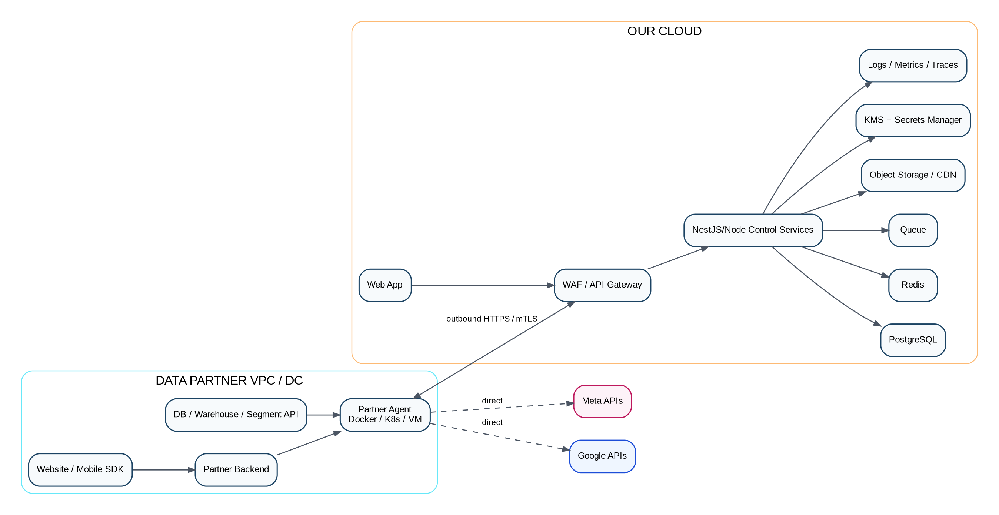 OUR CLOUD
Logs / Metrics / Traces
KMS + Secrets Manager
Object Storage / CDN
NestJS/Node Control Services
Queue
Web App
WAF / API Gateway
Redis
outbound HTTPS / mTLS
PostgreSQL
DATA PARTNER VPC / DC
DB / Warehouse / Segment API
Partner Agent
Docker / K8s / VM
direct
Meta APIs
direct
Google APIs
Website / Mobile SDK
Partner Backend